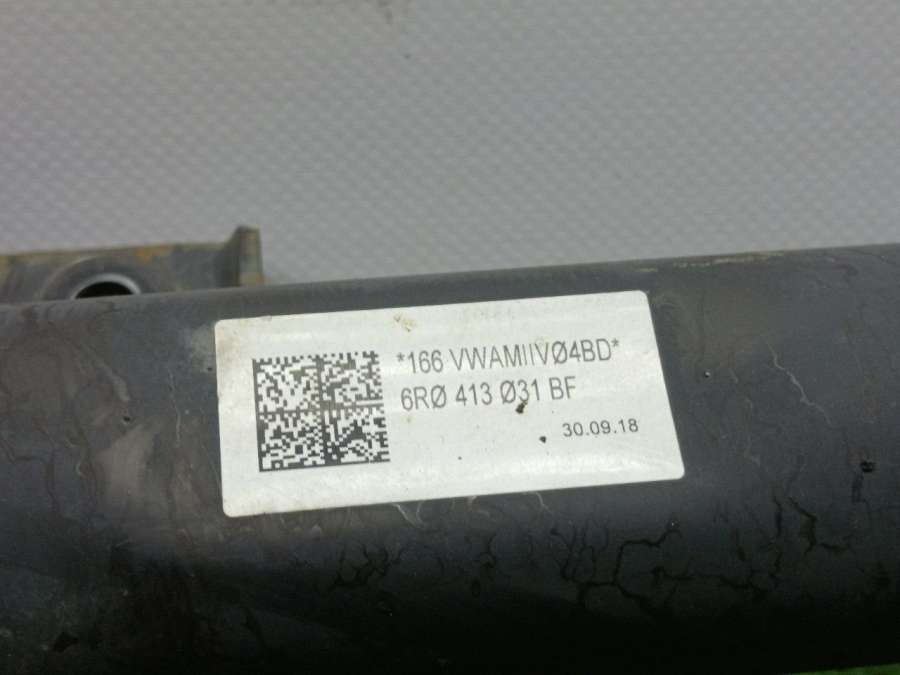 *166 VWAMIIVØ4BD*
6RØ 413 Ø31 BF
30.09.18